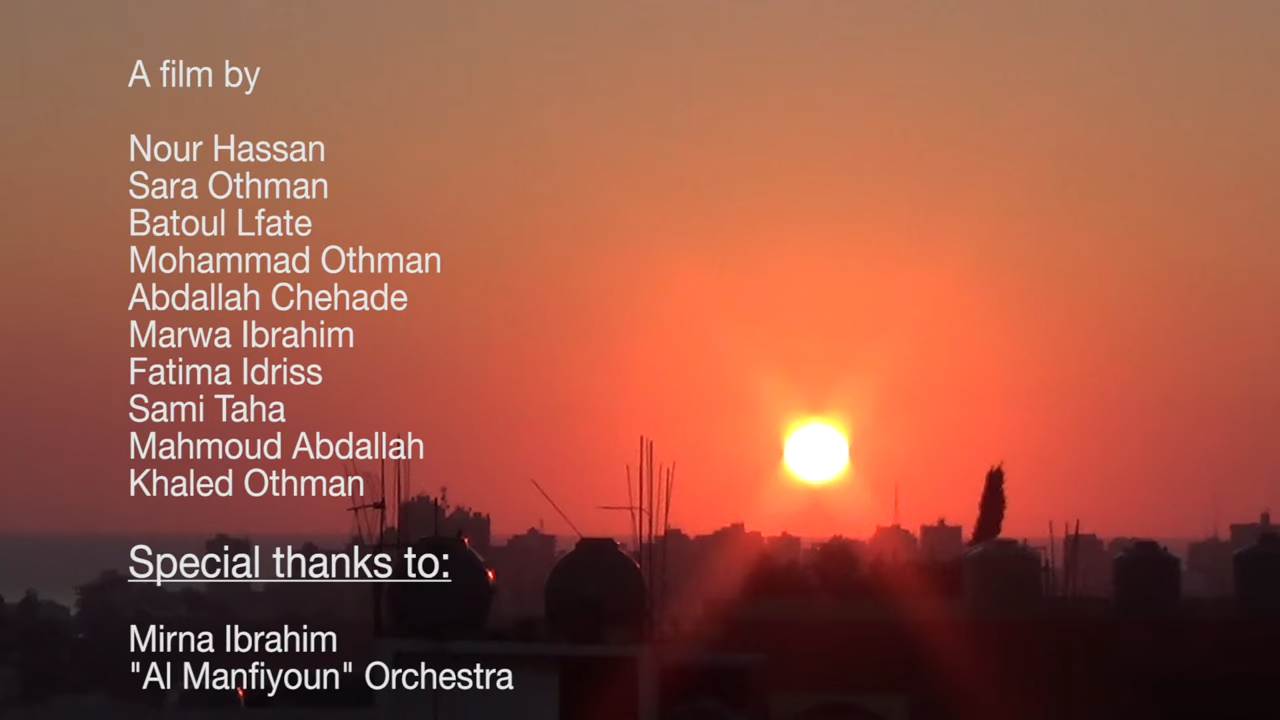 A film by
Nour Hassan
Sara Othman
Batoul Lfate
Mohammad Othman
Abdallah Chehade
Marwa Ibrahim
Fatima Idriss
Sami Taha
Mahmoud Abdallah
Khaled Othman
Special thanks to:
Mirna Ibrahim
"Al Manfiyoun" Orchestra